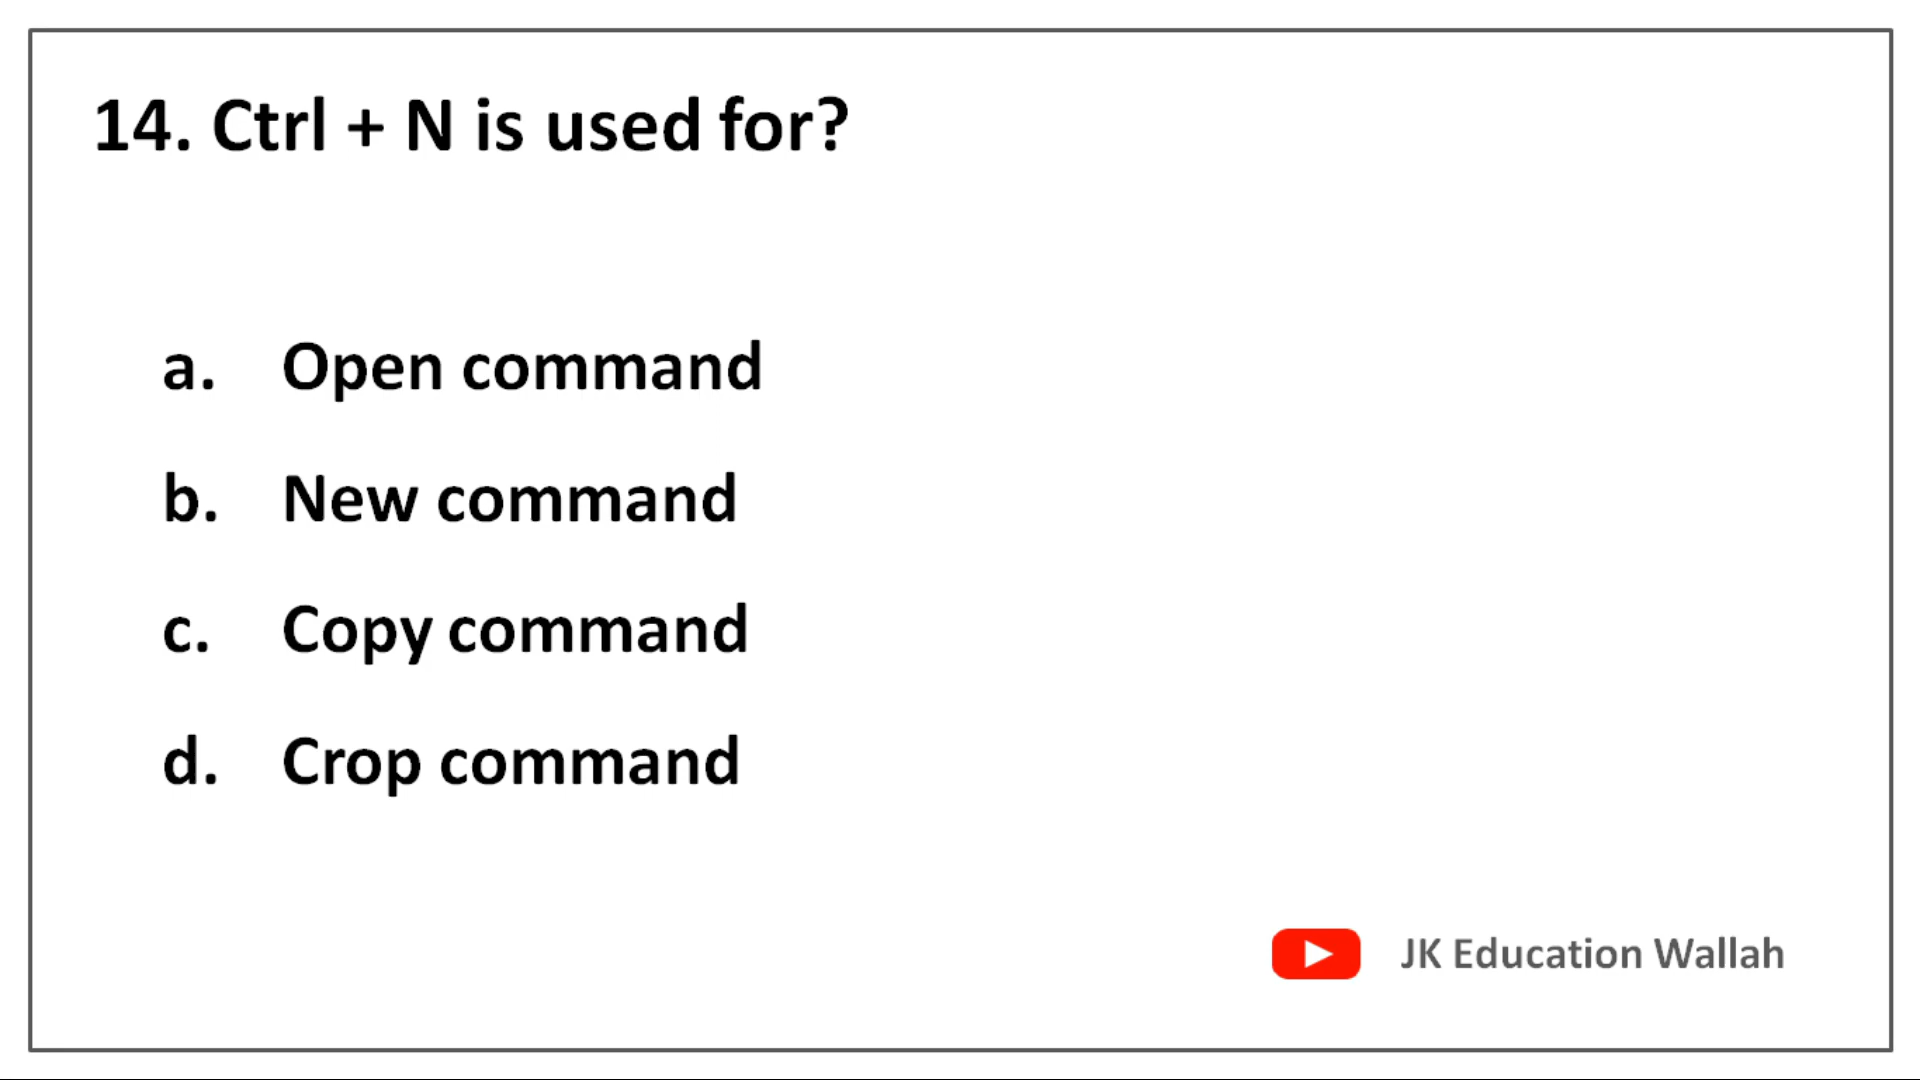 14. Ctrl + N is used for?
a. Open command
b. New command
c. Copy command
d. Crop command
JK Education Wallah